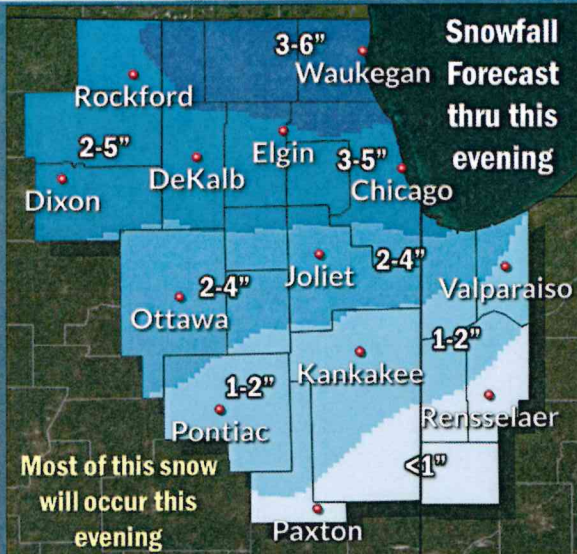 Snowfall
Forecast
thru this
evening
3-6”
Waukegan
Rockford
2-5”
Elgin
3-5”
Dixon
DeKalb
Chicago
2-4”
Joliet
2-4”
Valparaiso
Ottawa
1-2”
Kankakee
1-2”
Rensselaer
Pontiac
<1”
Most of this snow
will occur this
evening
Paxton